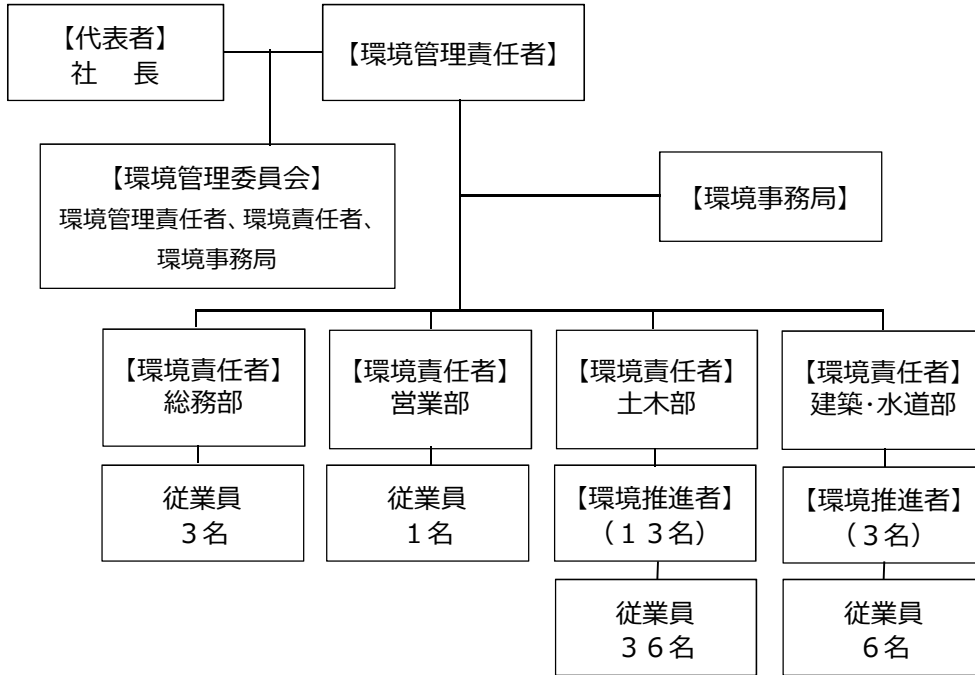 【代表者】
社　長
【環境管理責任者】
【環境管理委員会】
環境管理責任者、環境責任者、
環境事務局
【環境事務局】
【環境責任者】
総務部
【環境責任者】
営業部
【環境責任者】
土木部
【環境責任者】
建築・水道部
従業員
３名
従業員
１名
【環境推進者】
（１３名）
【環境推進者】
（３名）
従業員
３６名
従業員
６名